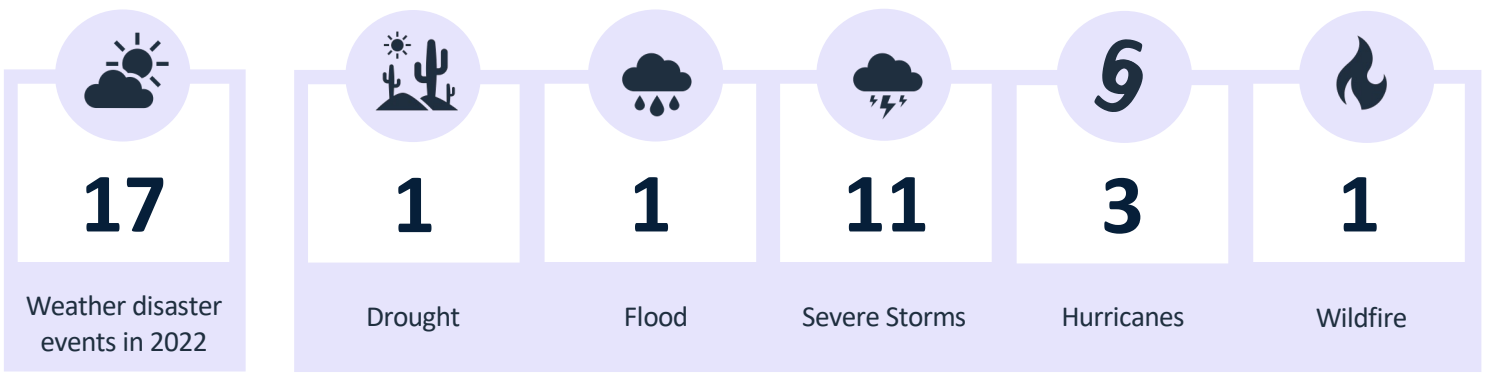 17
Weather disaster
events in 2022
1
Drought
1
Flood
11
Severe Storms
3
Hurricanes
1
Wildfire